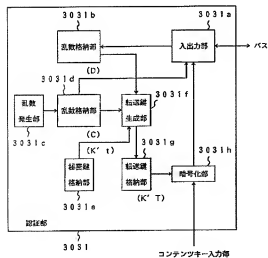 3031b
3031a
乱数格納部
入出力部
バス
3031d
(D)
3031f
乱数
発生部
乱数格納部
転送鍵
生成部
3031c
(C)
3031g
(K't)
3031h
秘密鍵
格納部
転送鍵
格納部
暗号化部
3031e
(K'T)
認証部
3031
コンテンツキー入力部